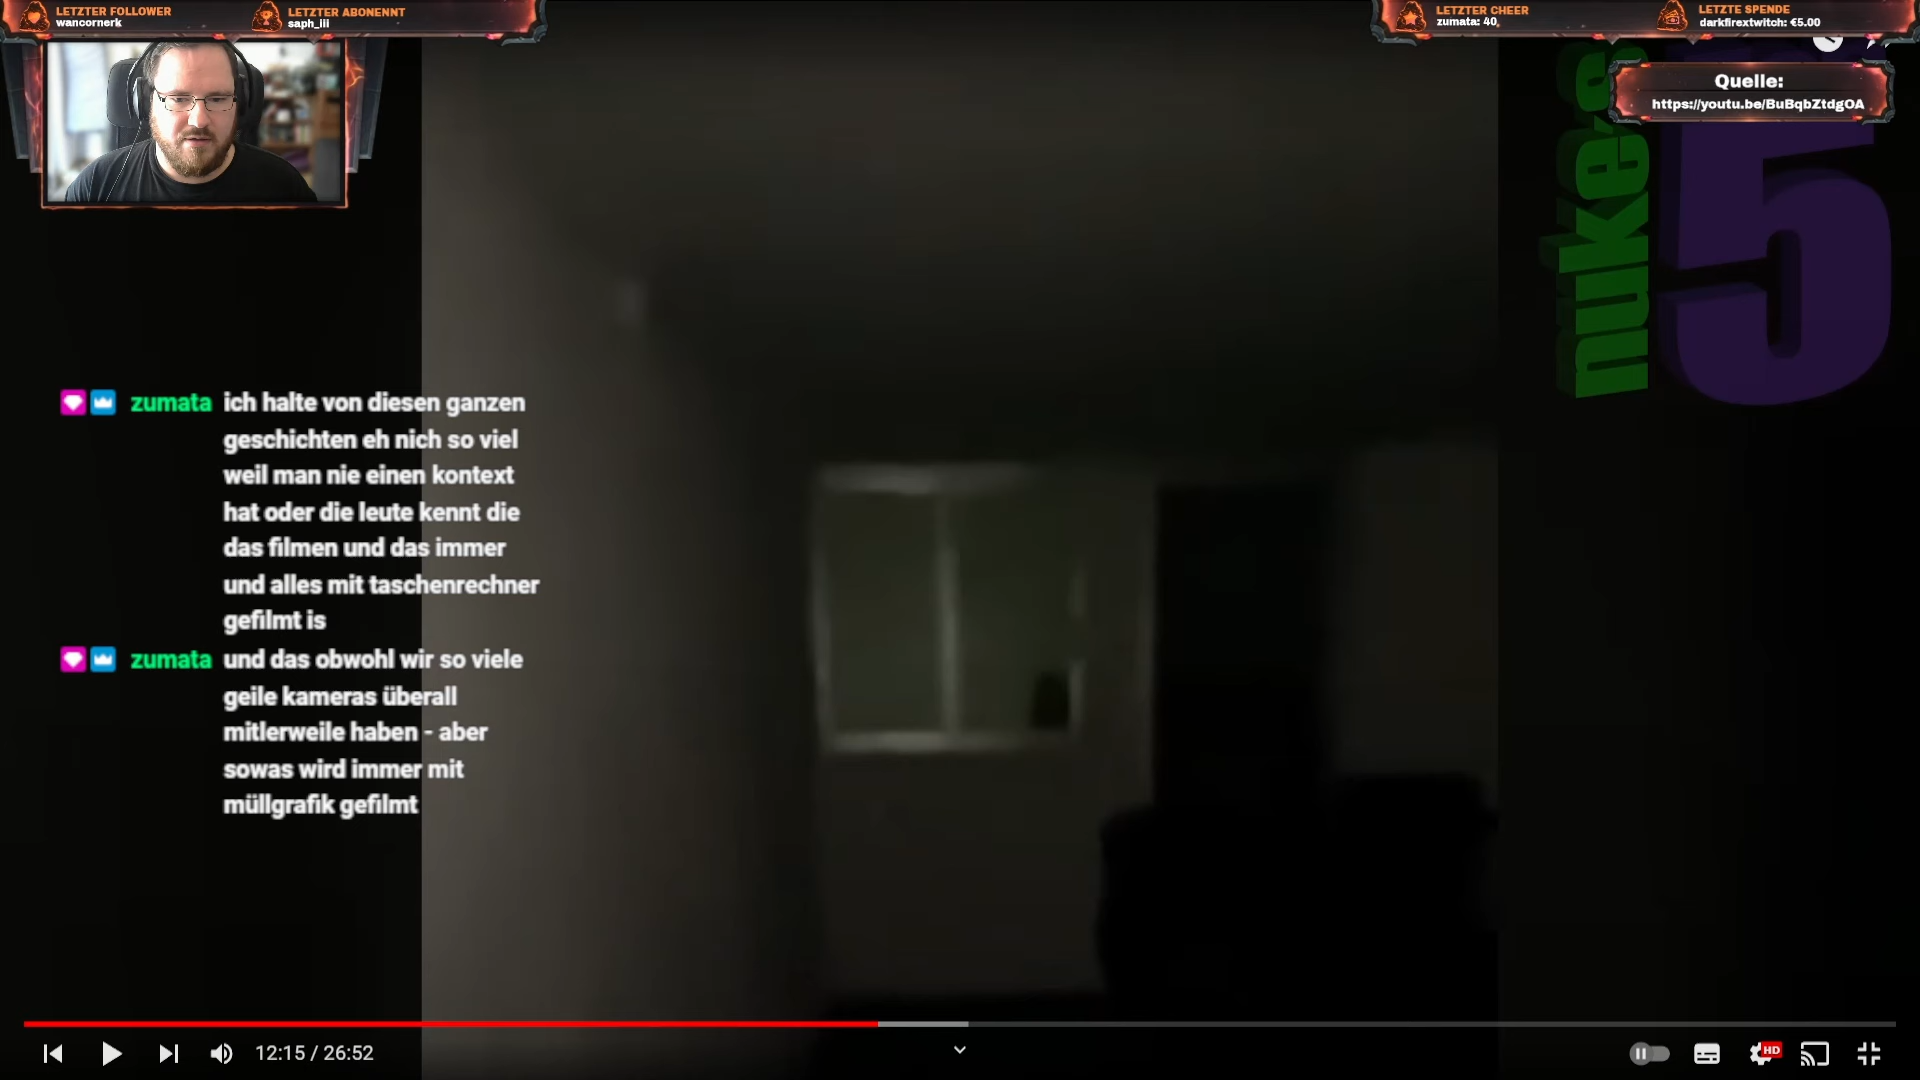 LETZTER FOLLOWER
wancornerk
LETZTER ABONENNT
saph_iii
LETZTER CHEER
zumata: 40
LETZTE SPENDE
darkfirextwitch: €5.00
Quelle:
https://youtu.be/BuBqbZtdgOA
nuke's
5
zumata ich halte von diesen ganzen
geschichten eh nich so viel
weil man nie einen kontext
hat oder die leute kennt die
das filmen und das immer
und alles mit taschenrechner
gefilmt is
zumata und das obwohl wir so viele
geile kameras überall
mitlerweile haben - aber
sowas wird immer mit
müllgrafik gefilmt
12:15 / 26:52
HD